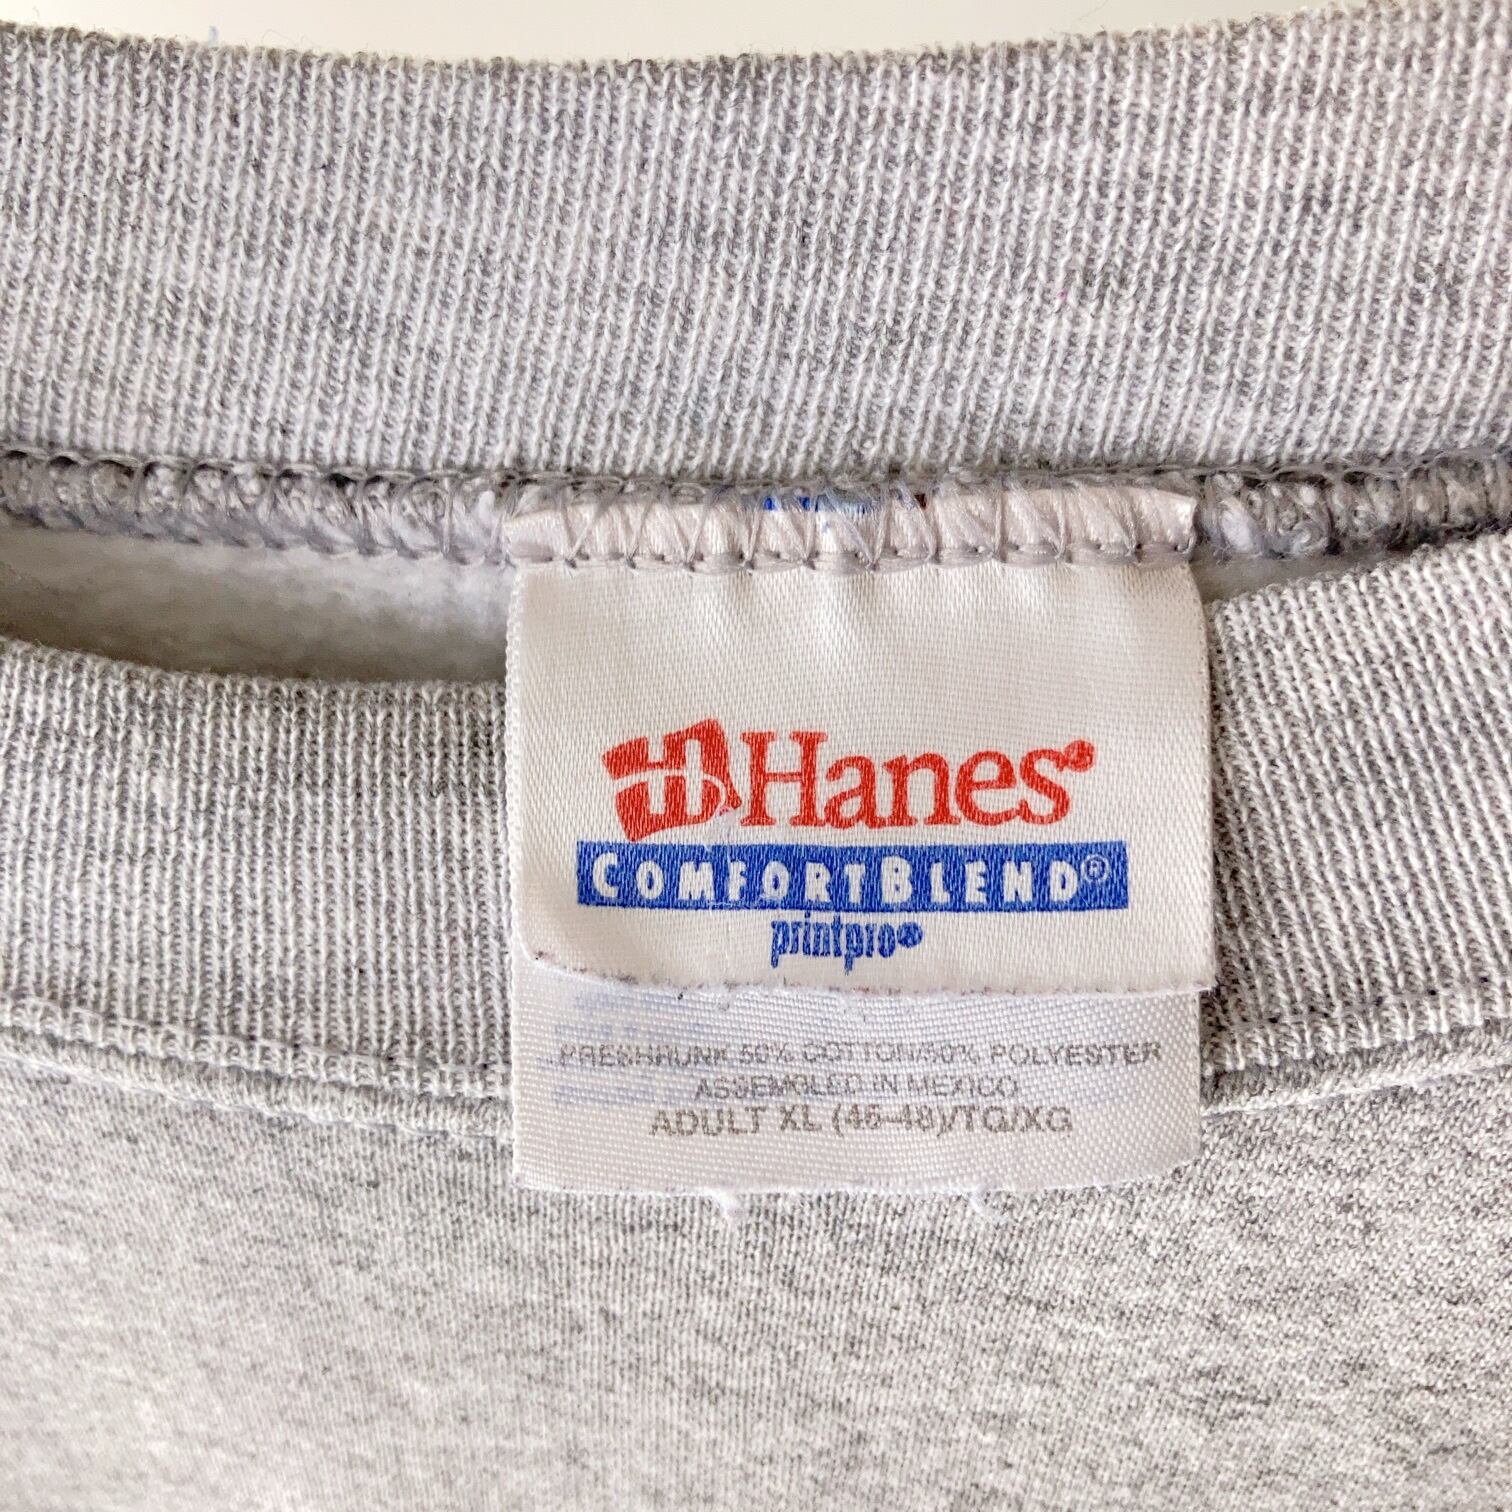 Hanes
COMFORTBLEND®
printpro®
PRESHRUNK 50% COTTON/50% POLYESTER
ASSEMBLED IN MEXICO
ADULT XL (46-48)/TG/XG